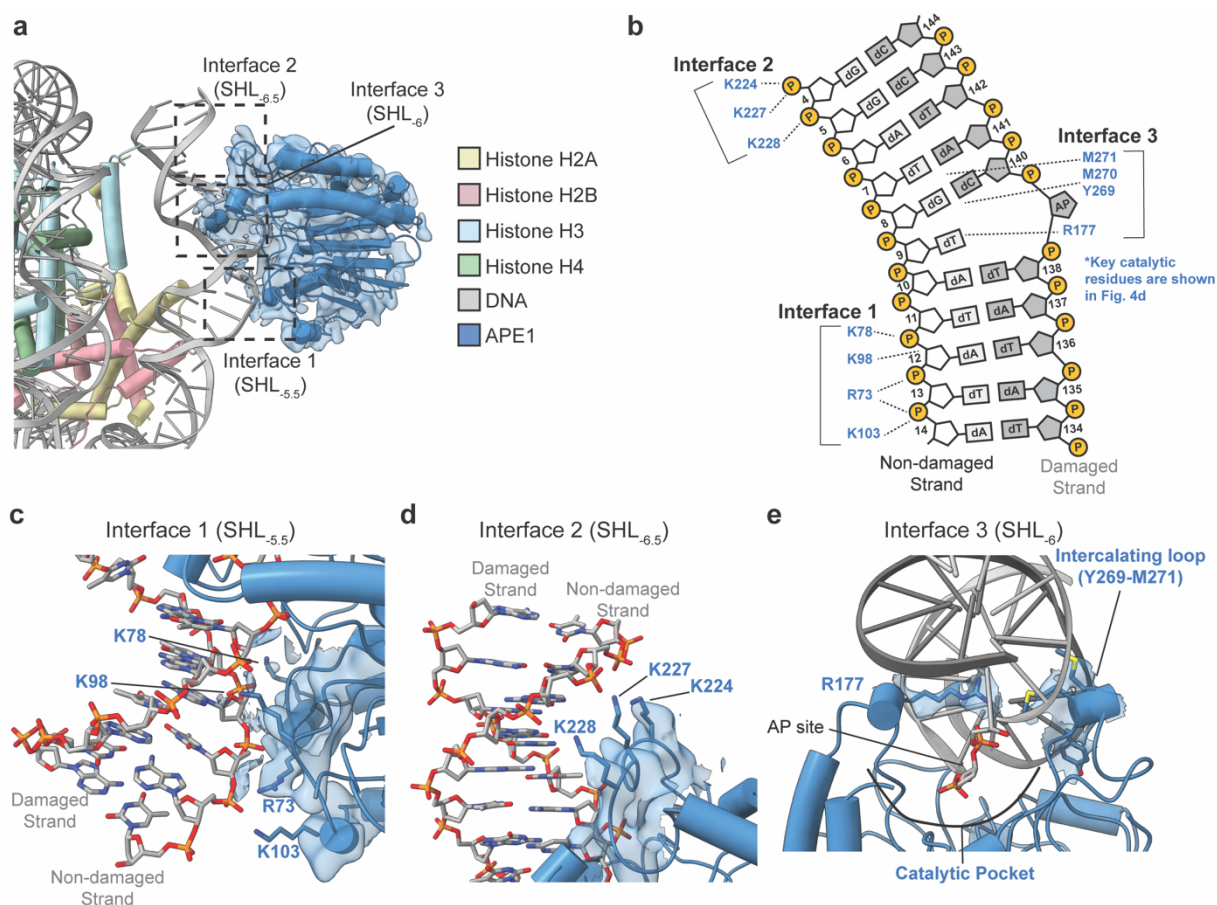 a
Interface 2
(SHL-6.5)
Interface 3
(SHL-6)
Interface 1
(SHL-5.5)
Histone H2A
Histone H2B
Histone H3
Histone H4
DNA
APE1
b
Interface 2
K224
K227
K228
Interface 3
M271
M270
Y269
R177
*Key catalytic
residues are shown
in Fig. 4d
Interface 1
K78
K98
R73
K103
P dC 144
P 4 dG dC 143 P
P 5 dG dT 142 P
P 6 dA dA 141 P
P 7 dT dC 140 P
P 8 dG AP
P 9 dT P
P 10 dA dT 138 P
P 11 dT dA 137 P
P 12 dA dT 136 P
P 13 dT dA 135 P
P 14 dA dT 134 P
Non-damaged
Strand
Damaged
Strand
c
Interface 1 (SHL-5.5)
K78
K98
R73
K103
Damaged
Strand
Non-damaged
Strand
d
Interface 2 (SHL-6.5)
Damaged
Strand
Non-damaged
Strand
K227
K224
K228
e
Interface 3 (SHL-6)
Intercalating loop
(Y269-M271)
R177
AP site
Catalytic Pocket